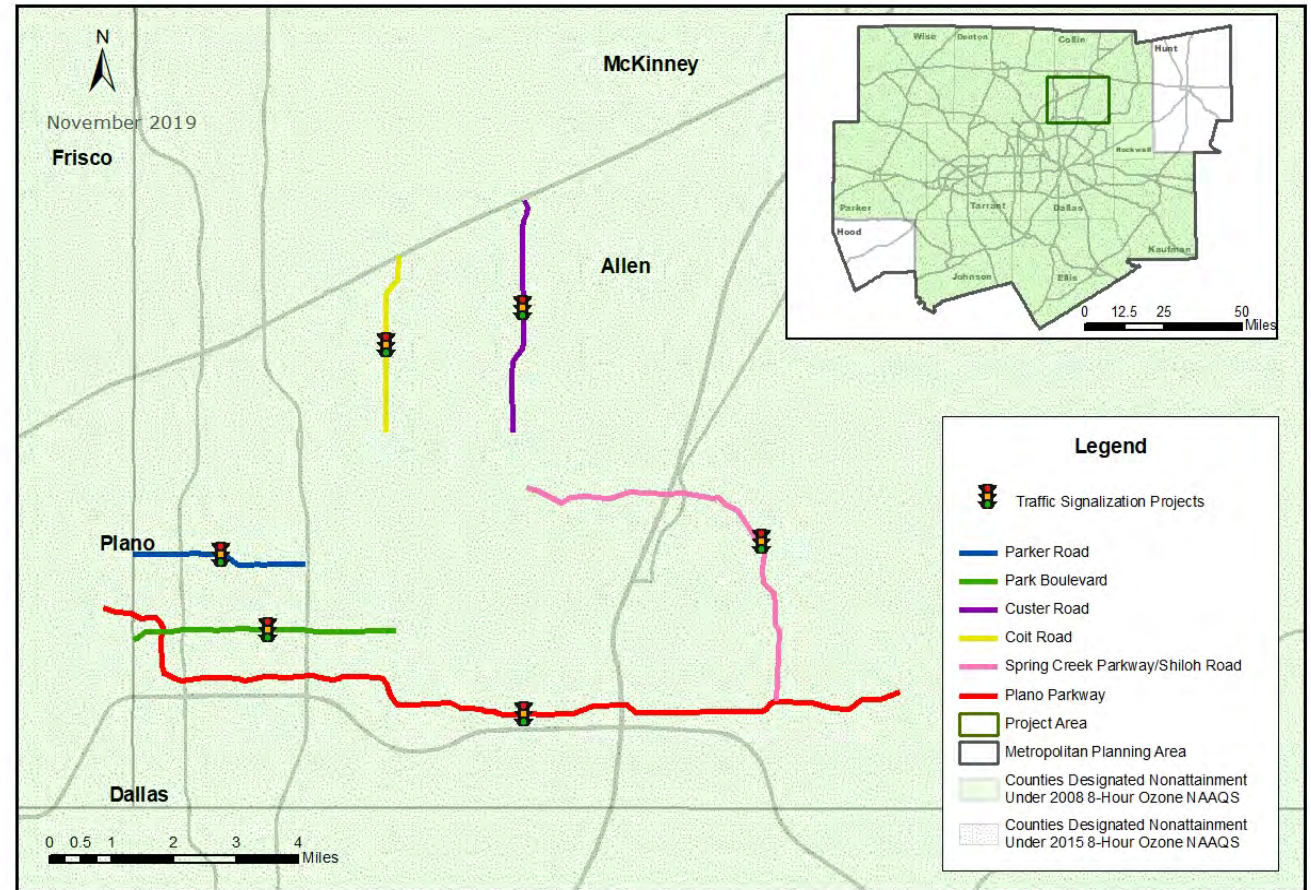 N
November 2019
McKinney
Frisco
Allen
Plano
Dallas
0 0.5 1 2 3 4
Miles
Wise Denton Collin
Hunt
Rockwall
Parker Tarrant Dallas
Hood
Kaufman
Johnson Ellis
0 12.5 25 50
Miles
Legend
Traffic Signalization Projects
Parker Road
Park Boulevard
Custer Road
Coit Road
Spring Creek Parkway/Shiloh Road
Plano Parkway
Project Area
Metropolitan Planning Area
Counties Designated Nonattainment
Under 2008 8-Hour Ozone NAAQS
Counties Designated Nonattainment
Under 2015 8-Hour Ozone NAAQS